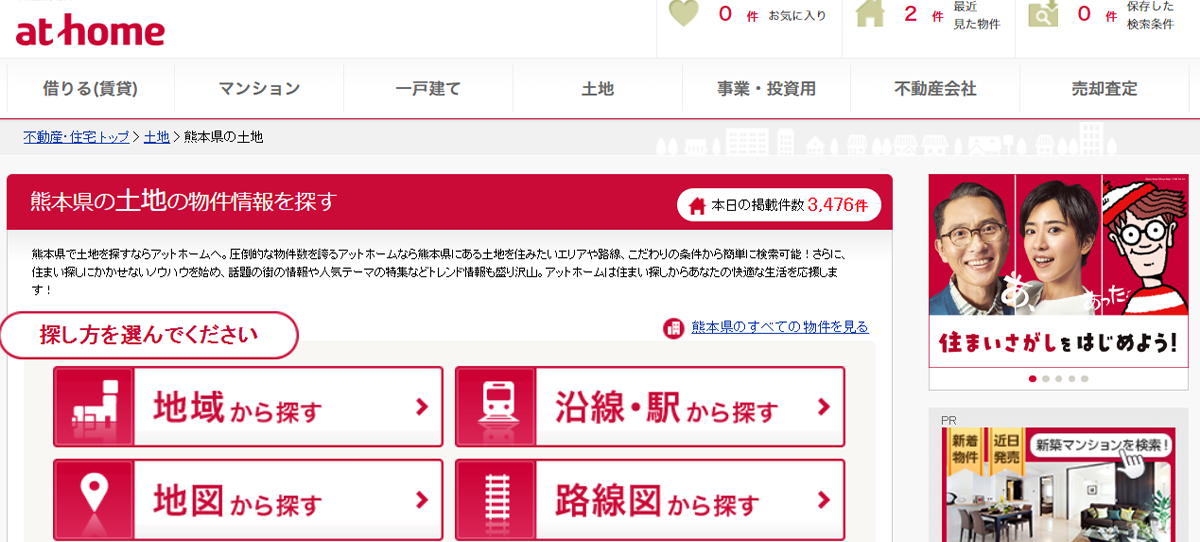 at home
0 件 お気に入り
2 件 最近
見た物件
0 件 保存した
検索条件
借りる(賃貸)
マンション
一戸建て
土地
事業・投資用
不動産会社
売却査定
不動産・住宅トップ > 土地 > 熊本県の土地
熊本県の土地の物件情報を探す
本日の掲載件数 3,476件
熊本県で土地を探すならアットホームへ。圧倒的な物件数を誇るアットホームなら熊本県にある土地を住みたいエリアや路線、こだわりの条件から簡単に検索可能！さらに、
住まい探しにかかせないノウハウを始め、話題の街の情報や人気テーマの特集などトレンド情報も盛り沢山。アットホームは住まい探しからあなたの快適な生活を応援しま
す！
探し方を選んでください
熊本県のすべての物件を見る
地域から探す
沿線・駅から探す
地図から探す
路線図から探す
あ、
あった
住まいさがしをはじめよう！
PR
新着
物件
近日
発売
新築マンションを検索！